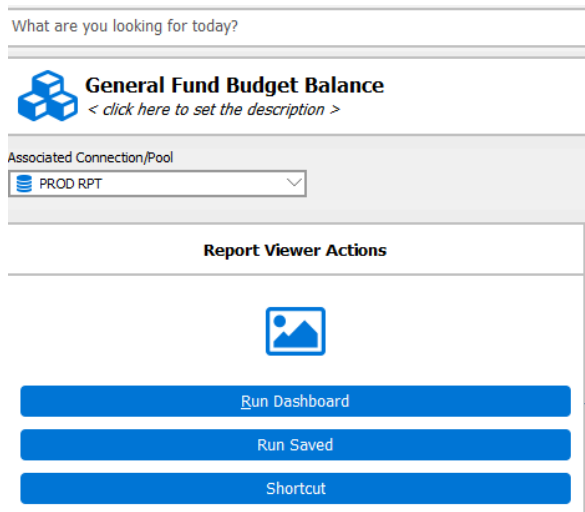 What are you looking for today?
General Fund Budget Balance
< click here to set the description >
Associated Connection/Pool
PROD RPT
Report Viewer Actions
Run Dashboard
Run Saved
Shortcut